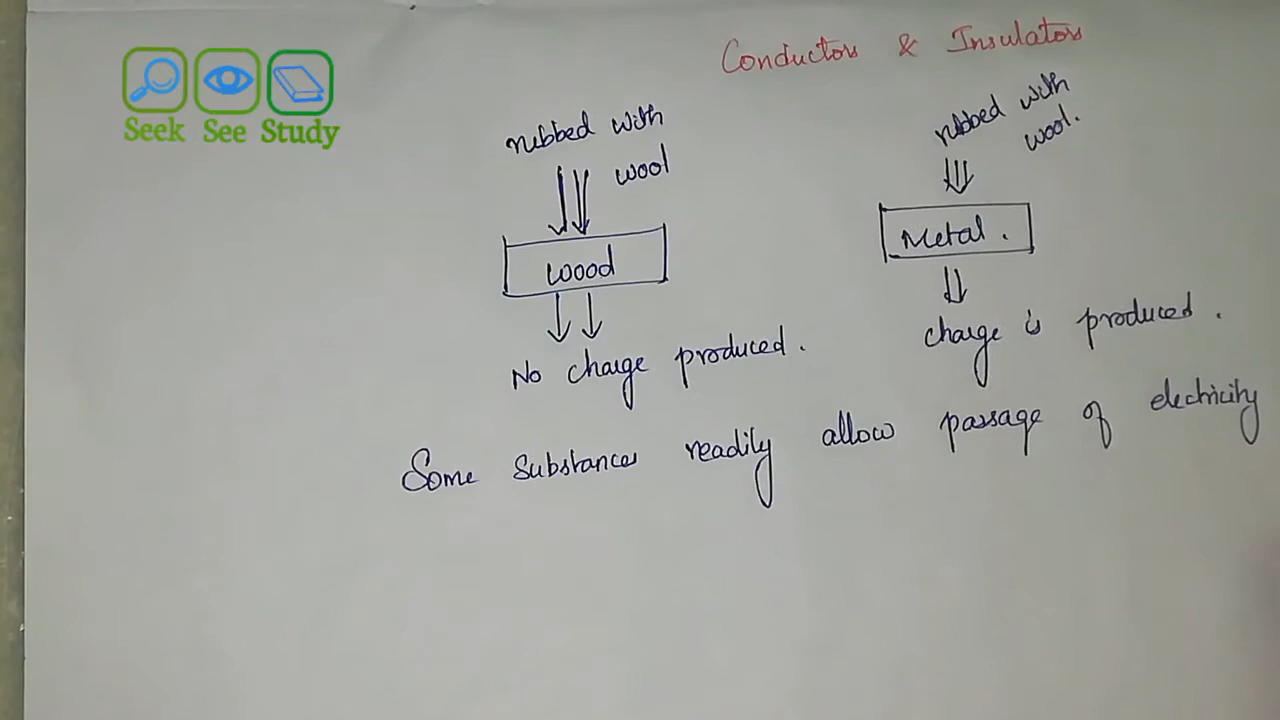 Seek See Study
Conductors & Insulators
rubbed with
wool
Wood
No charge produced.
rubbed with
wool.
Metal.
charge is produced.
Some substances readily allow passage of electricity